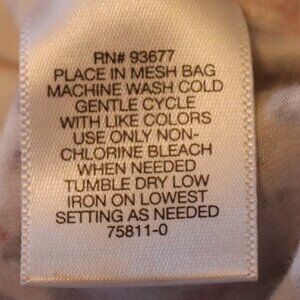 RN# 93677
PLACE IN MESH BAG
MACHINE WASH COLD
GENTLE CYCLE
WITH LIKE COLORS
USE ONLY NON-
CHLORINE BLEACH
WHEN NEEDED
TUMBLE DRY LOW
IRON ON LOWEST
SETTING AS NEEDED
75811-0